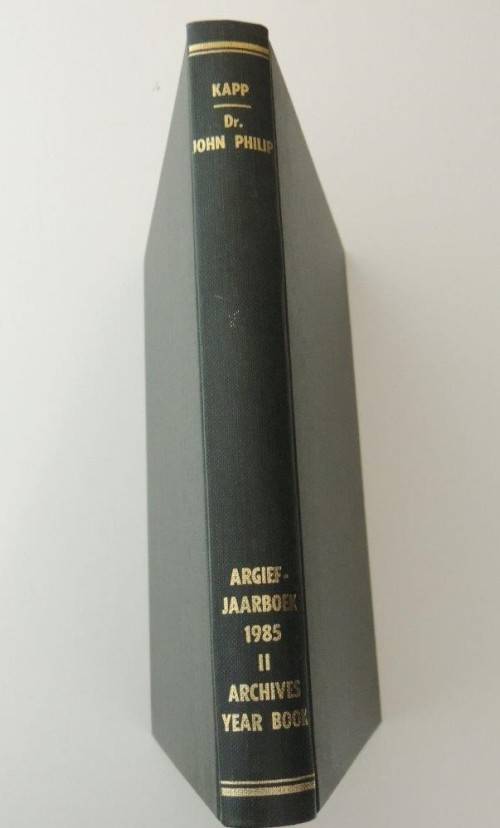 KAPP
Dr.
JOHN PHILIP
ARGIEF-
JAARBOEK
1985
II
ARCHIVES
YEAR BOOK